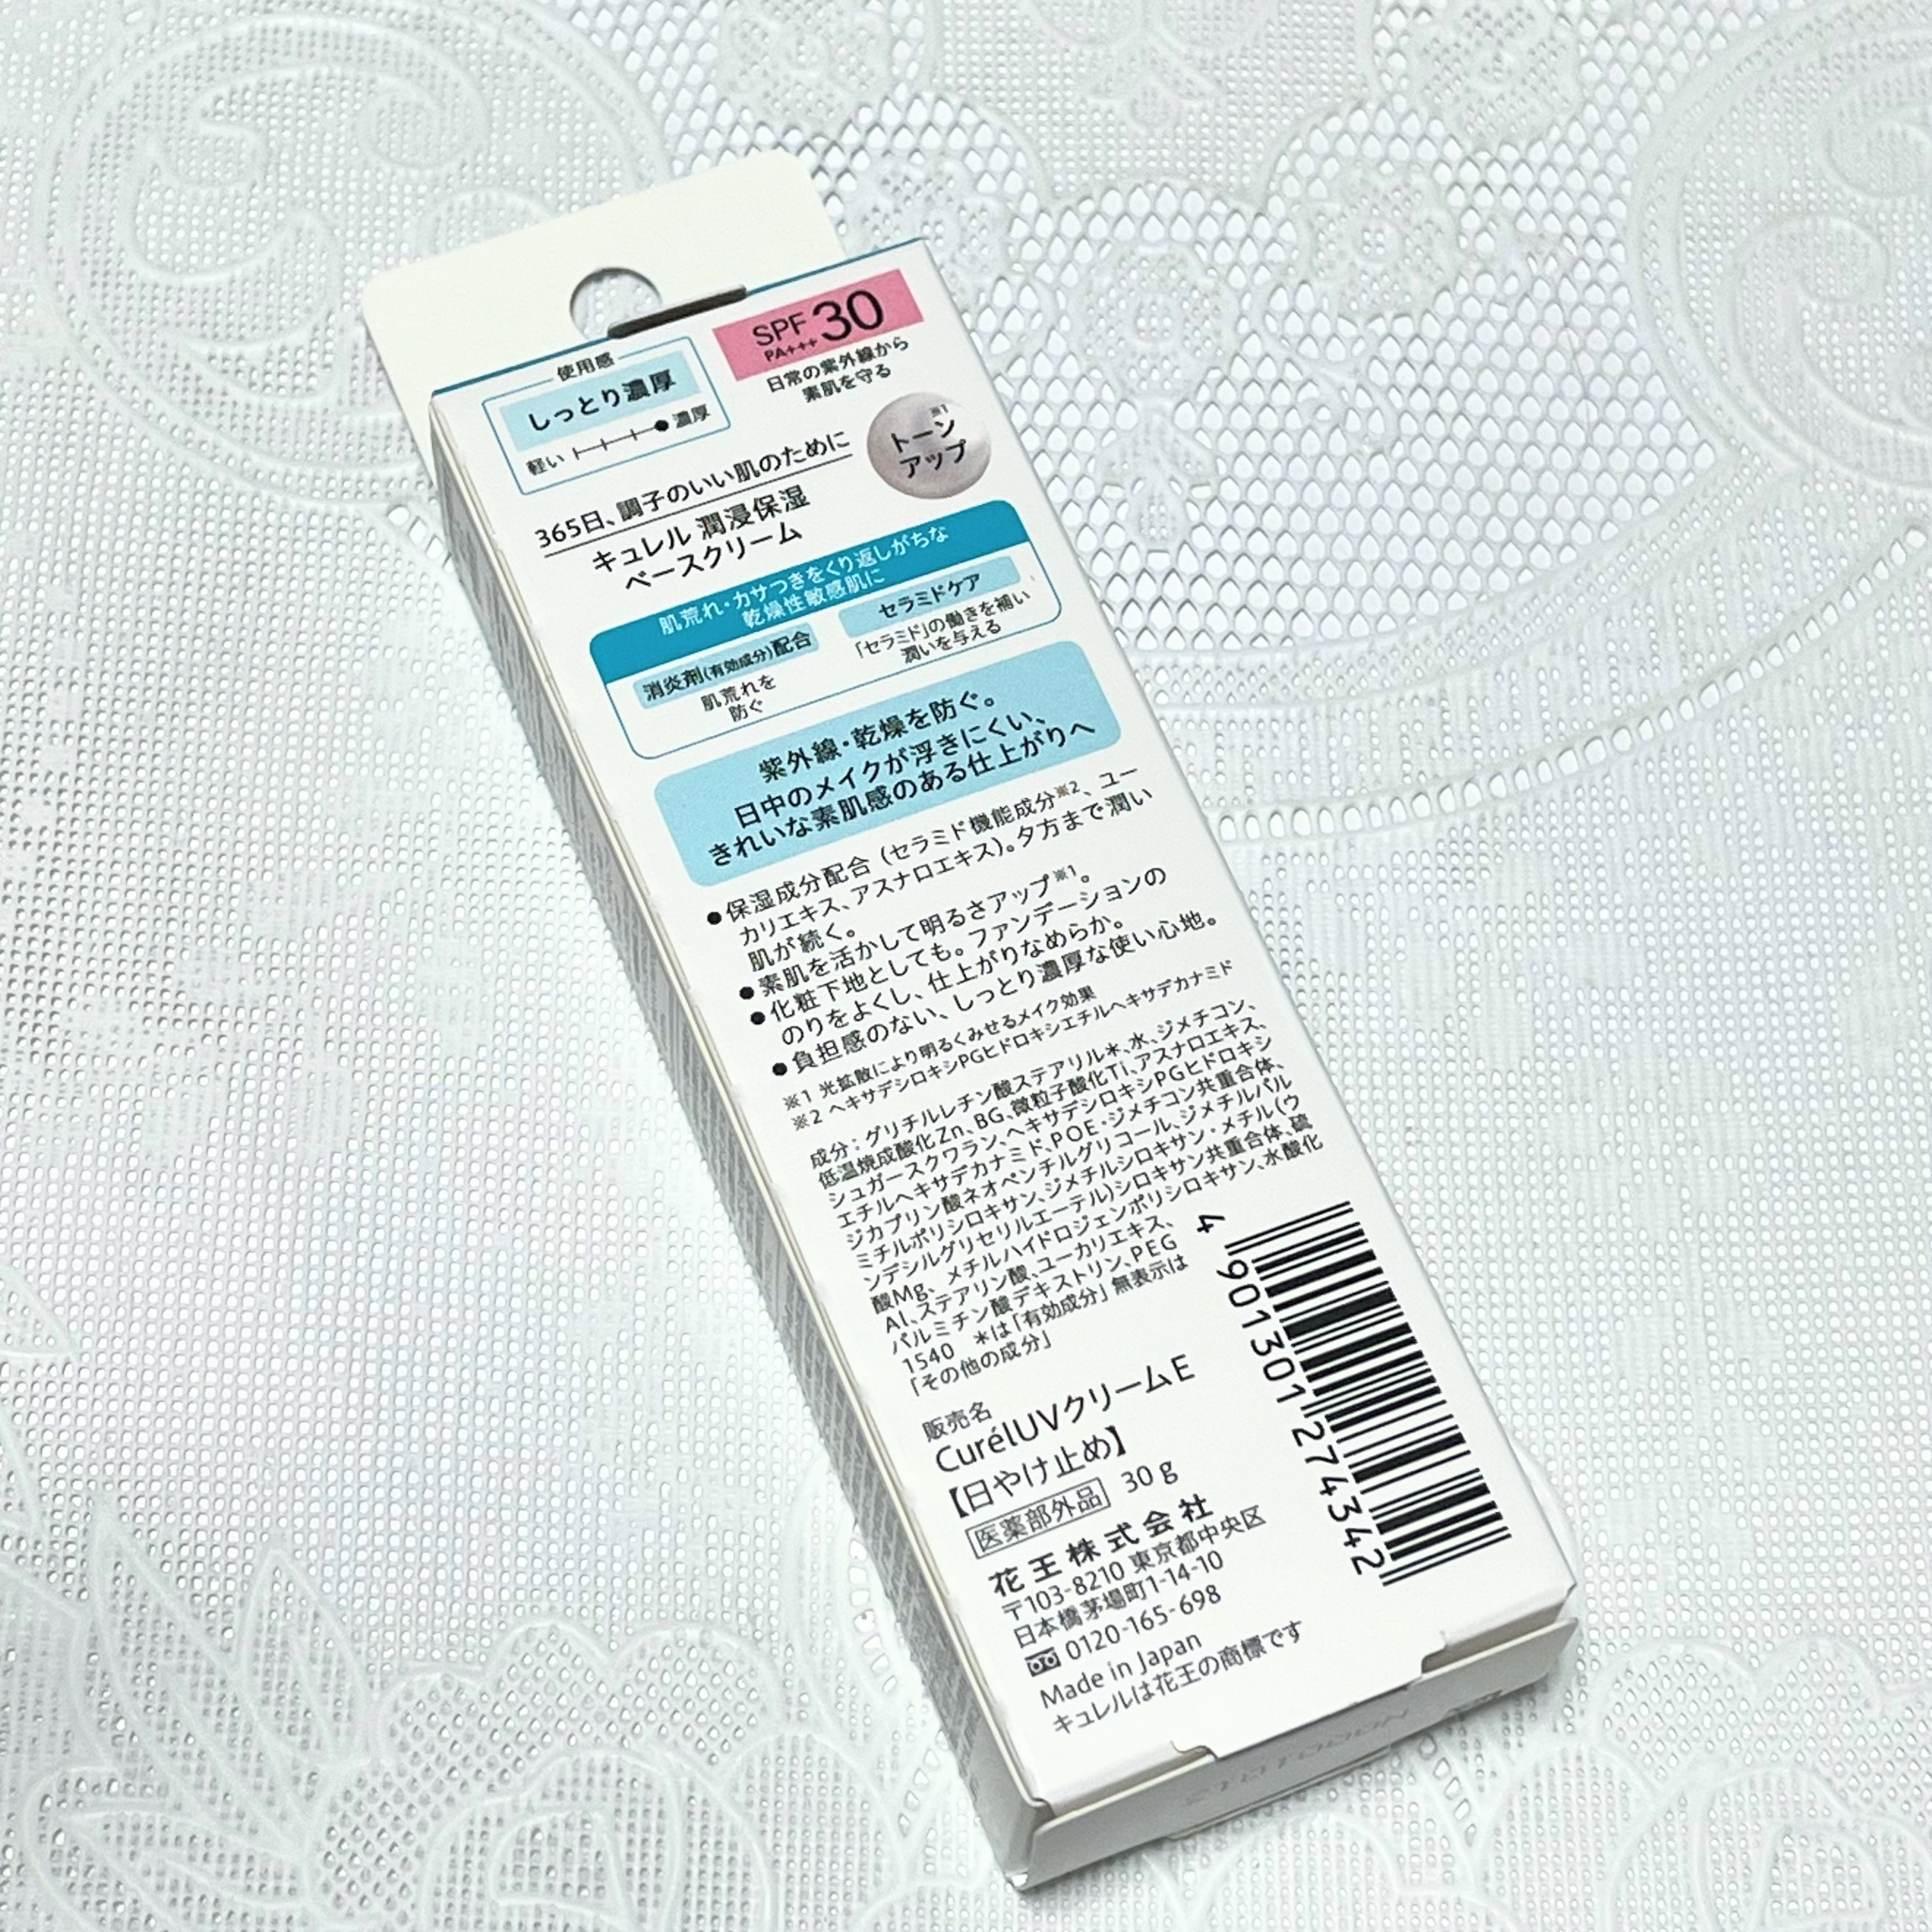 使用感
しっとり濃厚
軽い 濃厚
SPF30
PA+++
日常の紫外線から
素肌を守る
トーン※1
アップ
365日、調子のいい肌のために
キュレル 潤浸保湿
ベースクリーム
肌荒れ・カサつきをくり返しがちな
乾燥性敏感肌に
消炎剤(有効成分)配合
肌荒れを
防ぐ
セラミドケア
「セラミド」の働きを補い
潤いを与える
紫外線・乾燥を防ぐ。
日中のメイクが浮きにくい、
きれいな素肌感のある仕上がりへ
●保湿成分配合(セラミド機能成分※2、ユー
カリエキス、アスナロエキス)。夕方まで潤い
肌が続く。
●素肌を活かして明るさアップ※1。
●化粧下地としても。ファンデーションの
のりをよくし、仕上がりなめらか。
●負担感のない、しっとり濃厚な使い心地。
※1 光拡散により明るくみせるメイク効果
※2 ヘキサデシロキシPGヒドロキシエチルヘキサデカナミド
成分：グリチルレチン酸ステアリル＊、水、ジメチコン、
低温焼成酸化Zn、BG、微粒子酸化Ti、アスナロエキス、
シュガースクワラン、ヘキサデシロキシPGヒドロキシ
エチルヘキサデカナミド、POE・ジメチコン共重合体、
ジカプリン酸ネオペンチルグリコール、ジメチルパル
ミチルポリシロキサン、ジメチルシロキサン・メチル(ウ
ンデシルグリセリルエーテル)シロキサン共重合体、硫
酸Mg、メチルハイドロジェンポリシロキサン、水酸化
Al、ステアリン酸、ユーカリエキス、
パルミチン酸デキストリン、PEG
1540 ＊は「有効成分」無表示は
「その他の成分」
販売名
CurélUVクリームE
【日やけ止め】
医薬部外品 30 g
花王株式会社
〒103-8210 東京都中央区
日本橋茅場町1-14-10
0120-165-698
Made in Japan
キュレルは花王の商標です
4 901301 274342